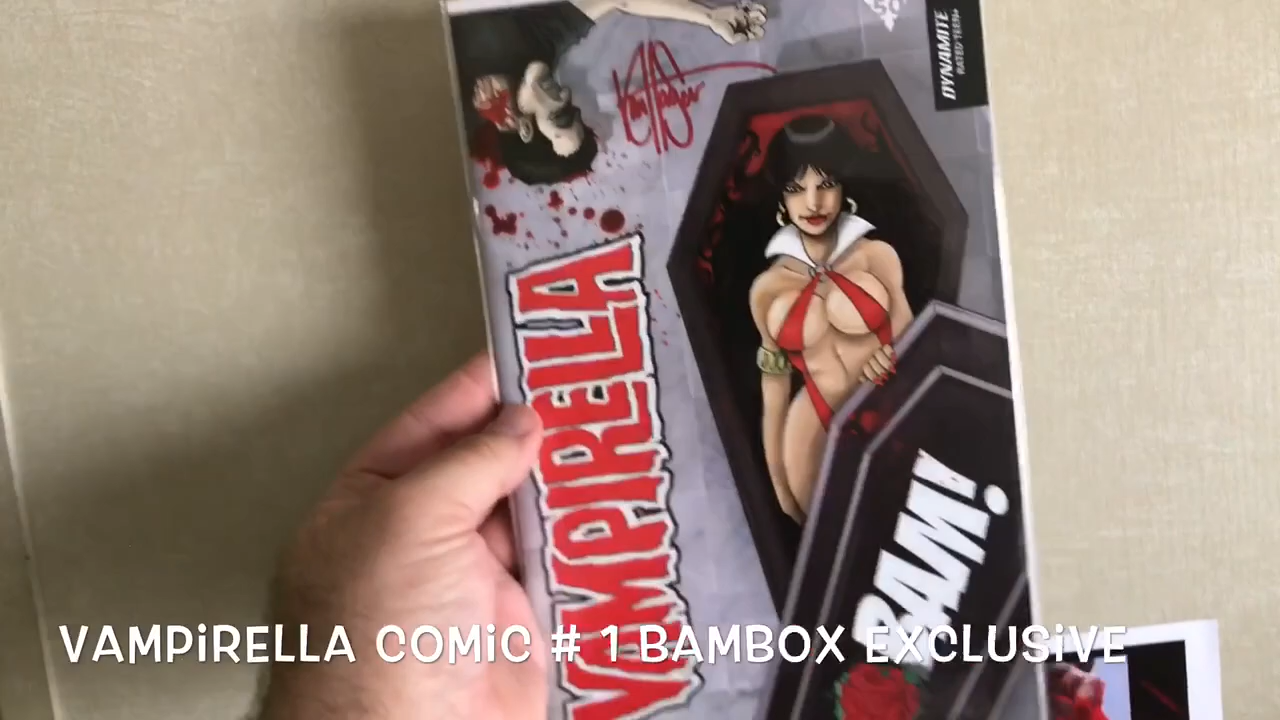 DYNAMITE
RATED TEEN+
VAMPIRELLA
BAM!
VAMPiRELLA COMiC # 1 BAMBOX EXCLUSiVE